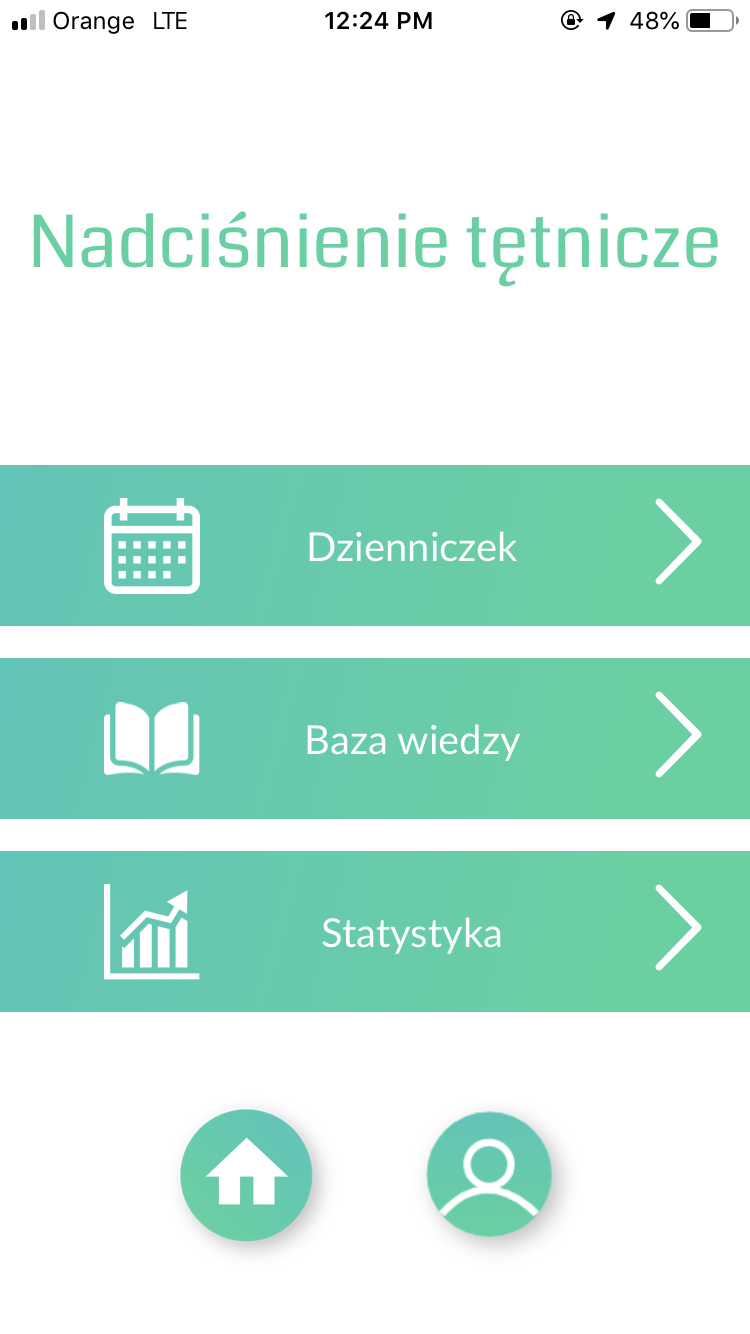 Orange LTE 12:24 PM 48%
Nadciśnienie tętnicze
Dzienniczek
Baza wiedzy
Statystyka